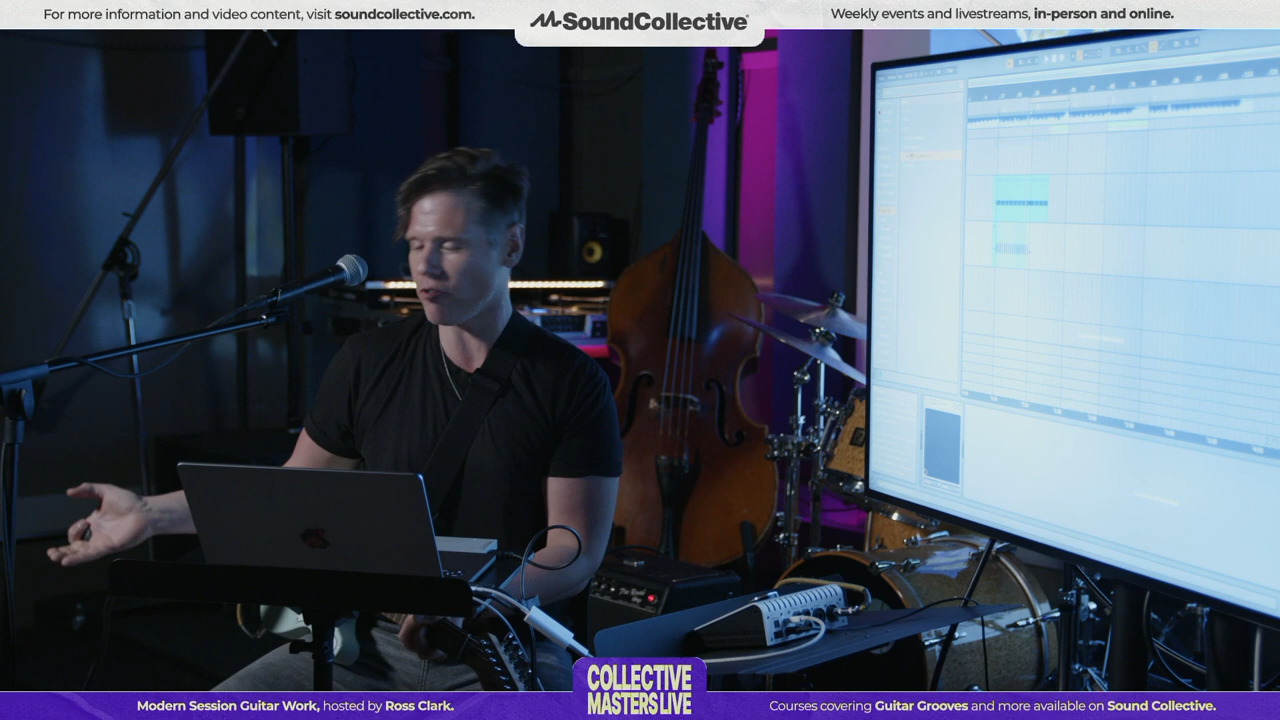 For more information and video content, visit soundcollective.com.
SoundCollective
Weekly events and livestreams, in-person and online.
COLLECTIVE
MASTERS LIVE
Modern Session Guitar Work, hosted by Ross Clark.
Courses covering Guitar Grooves and more available on Sound Collective.